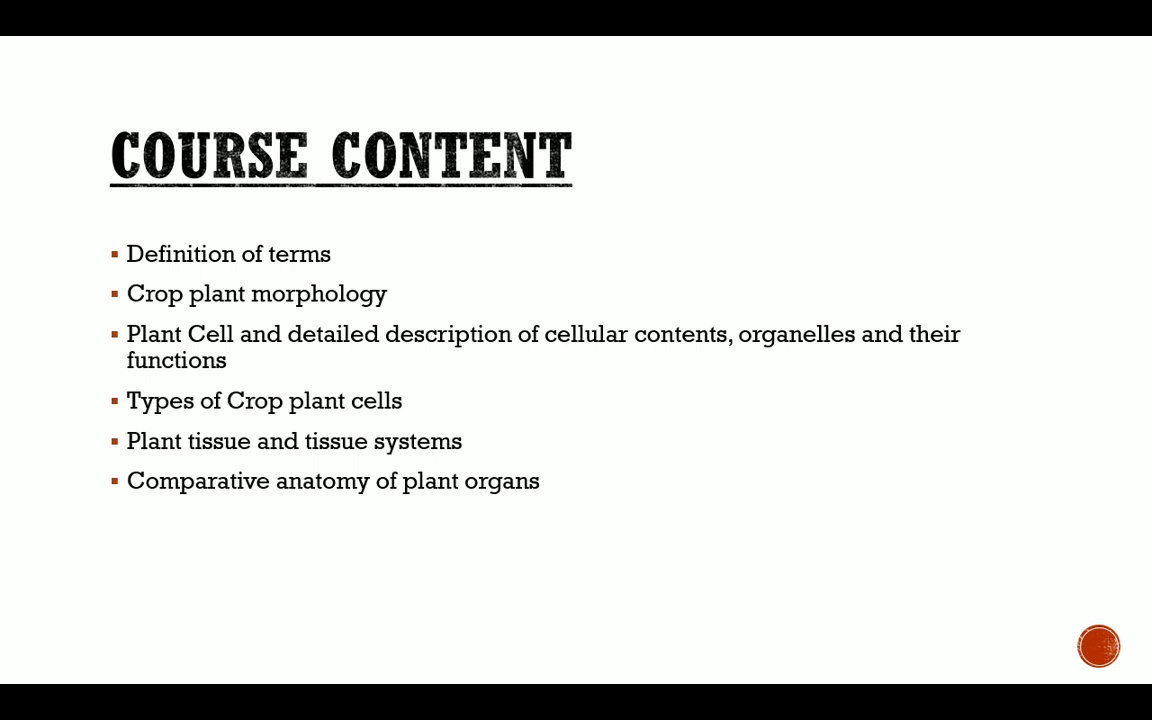 COURSE CONTENT
▪ Definition of terms
▪ Crop plant morphology
▪ Plant Cell and detailed description of cellular contents, organelles and their
functions
▪ Types of Crop plant cells
▪ Plant tissue and tissue systems
▪ Comparative anatomy of plant organs